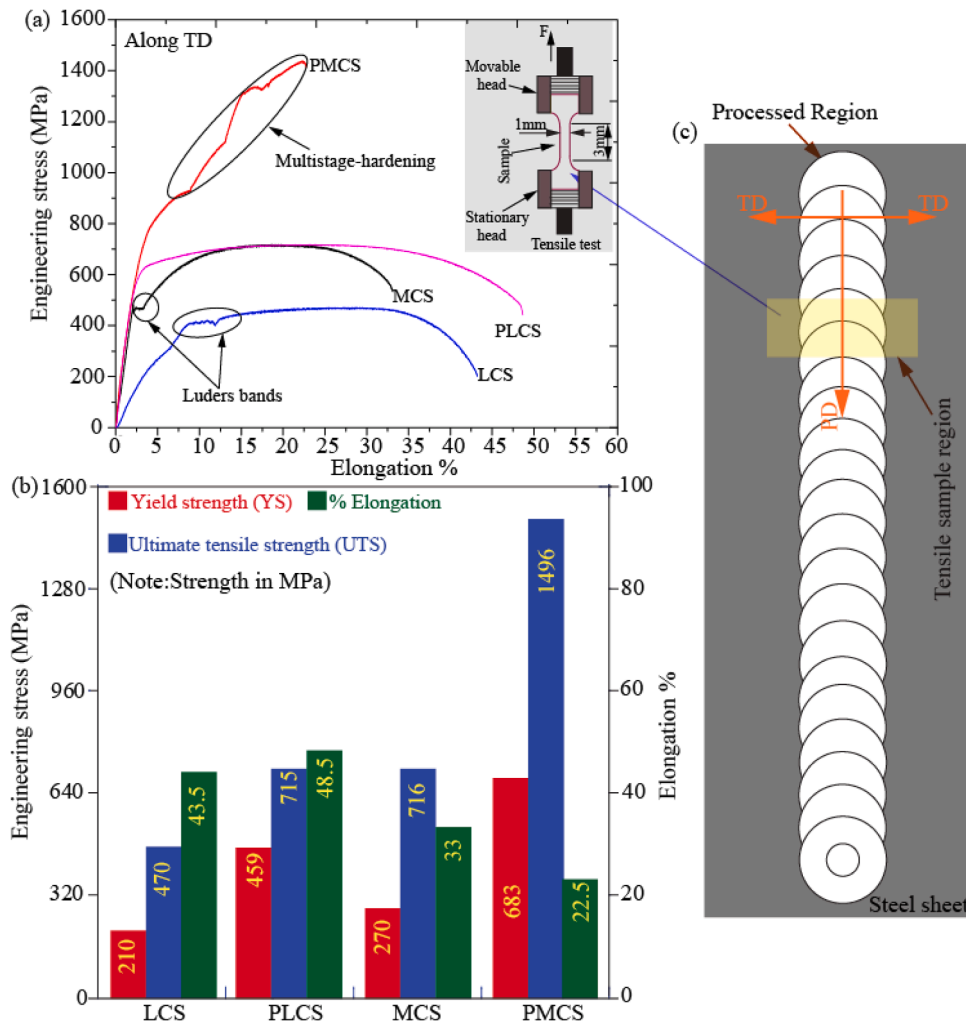 (a)
Along TD
PMCS
Multistage-hardening
MCS
PLCS
LCS
Luders bands
Engineering stress (MPa)
1600
1400
1200
1000
800
600
400
200
0
0 5 10 15 20 25 30 35 40 45 50 55 60
Elongation %
F
Movable
head
1mm
3mm
Sample
Stationary
head
Tensile test
(b)
Yield strength (YS)
% Elongation
Ultimate tensile strength (UTS)
(Note:Strength in MPa)
Engineering stress (MPa)
1600
1280
960
640
320
0
100
80
60
40
20
0
Elongation %
210
470
43.5
459
715
48.5
270
716
33
683
1496
22.5
LCS PLCS MCS PMCS
(c)
Processed Region
TD
TD
PD
Tensile sample region
Steel sheet